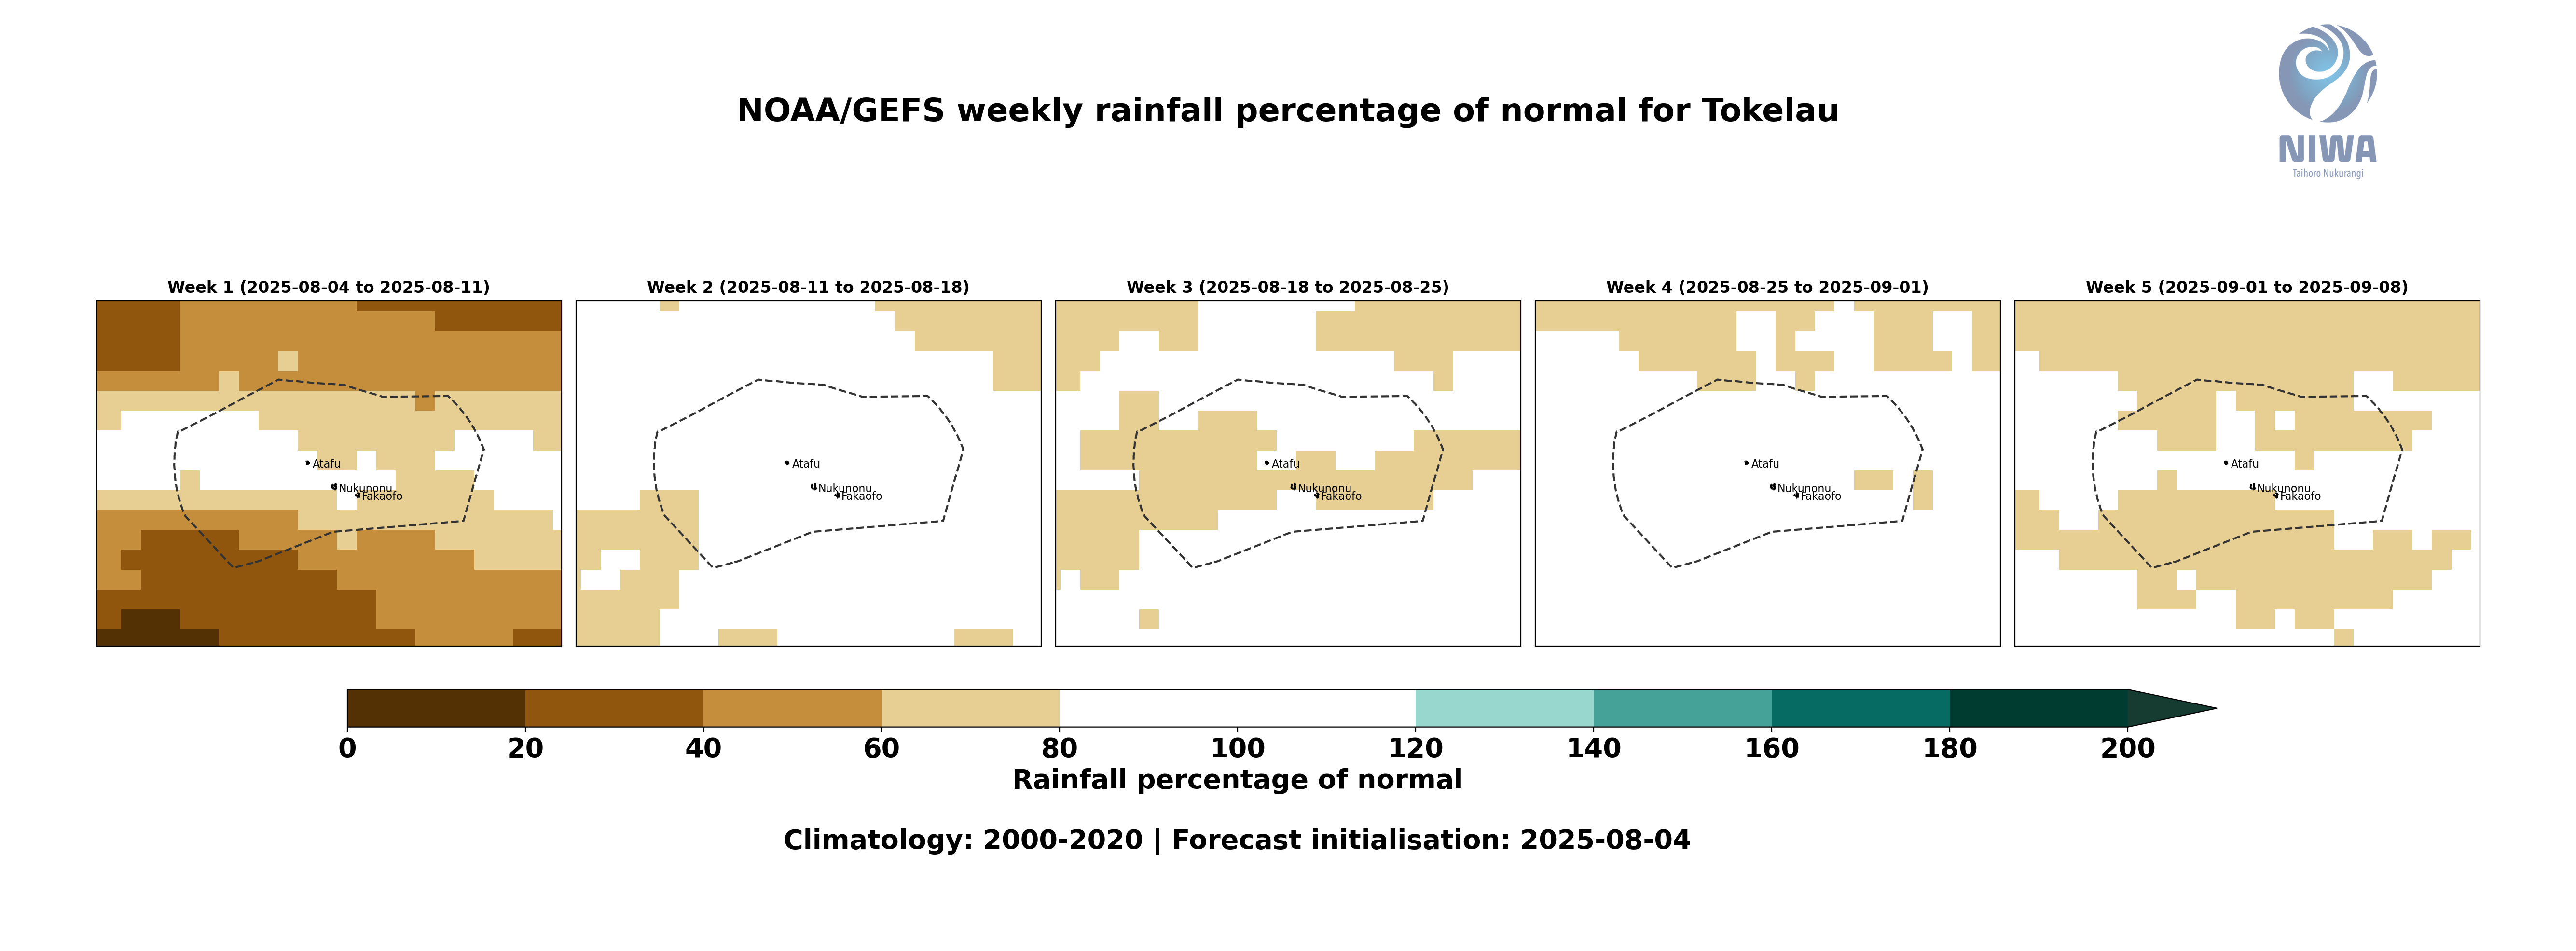 NOAA/GEFS weekly rainfall percentage of normal for Tokelau
NIWA
Taihoro Nukurangi
Week 1 (2025-08-04 to 2025-08-11)
Week 2 (2025-08-11 to 2025-08-18)
Week 3 (2025-08-18 to 2025-08-25)
Week 4 (2025-08-25 to 2025-09-01)
Week 5 (2025-09-01 to 2025-09-08)
Atafu
Nukunonu
Fakaofo
Atafu
Nukunonu
Fakaofo
Atafu
Nukunonu
Fakaofo
Atafu
Nukunonu
Fakaofo
Atafu
Nukunonu
Fakaofo
0 20 40 60 80 100 120 140 160 180 200
Rainfall percentage of normal
Climatology: 2000-2020 | Forecast initialisation: 2025-08-04